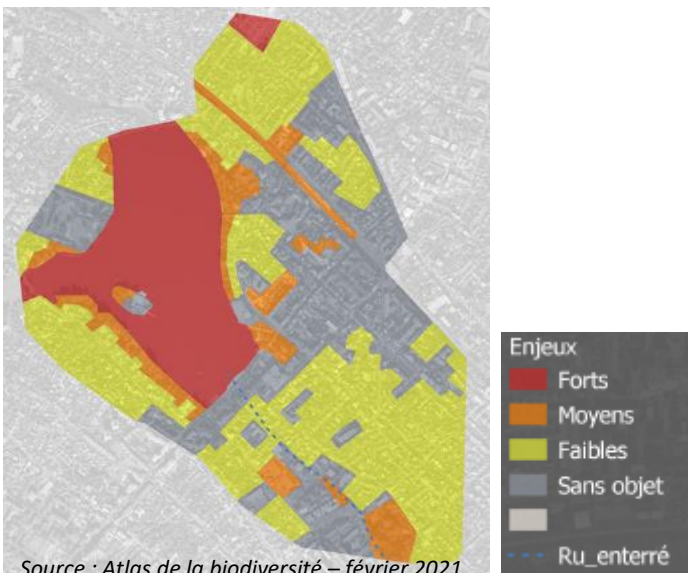 Enjeux
Forts
Moyens
Faibles
Sans objet
Ru_enterré
Source : Atlas de la biodiversité – février 2021